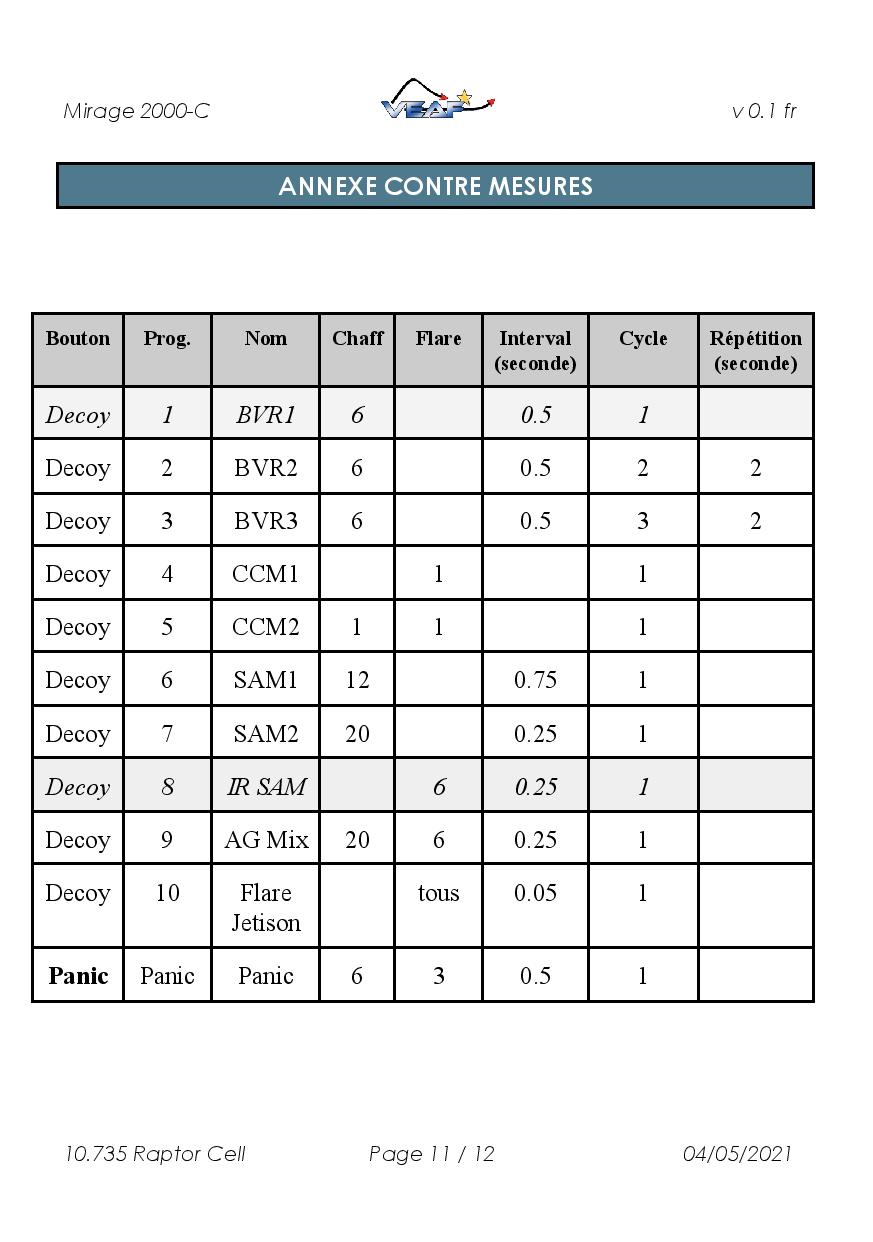 Mirage 2000-C VEAF v 0.1 fr
ANNEXE CONTRE MESURES
Bouton Prog. Nom Chaff Flare Interval (seconde) Cycle Répétition (seconde)
Decoy 1 BVR1 6 0.5 1
Decoy 2 BVR2 6 0.5 2 2
Decoy 3 BVR3 6 0.5 3 2
Decoy 4 CCM1 1 1
Decoy 5 CCM2 1 1 1
Decoy 6 SAM1 12 0.75 1
Decoy 7 SAM2 20 0.25 1
Decoy 8 IR SAM 6 0.25 1
Decoy 9 AG Mix 20 6 0.25 1
Decoy 10 Flare Jetison tous 0.05 1
Panic Panic Panic 6 3 0.5 1
10.735 Raptor Cell Page 11 / 12 04/05/2021